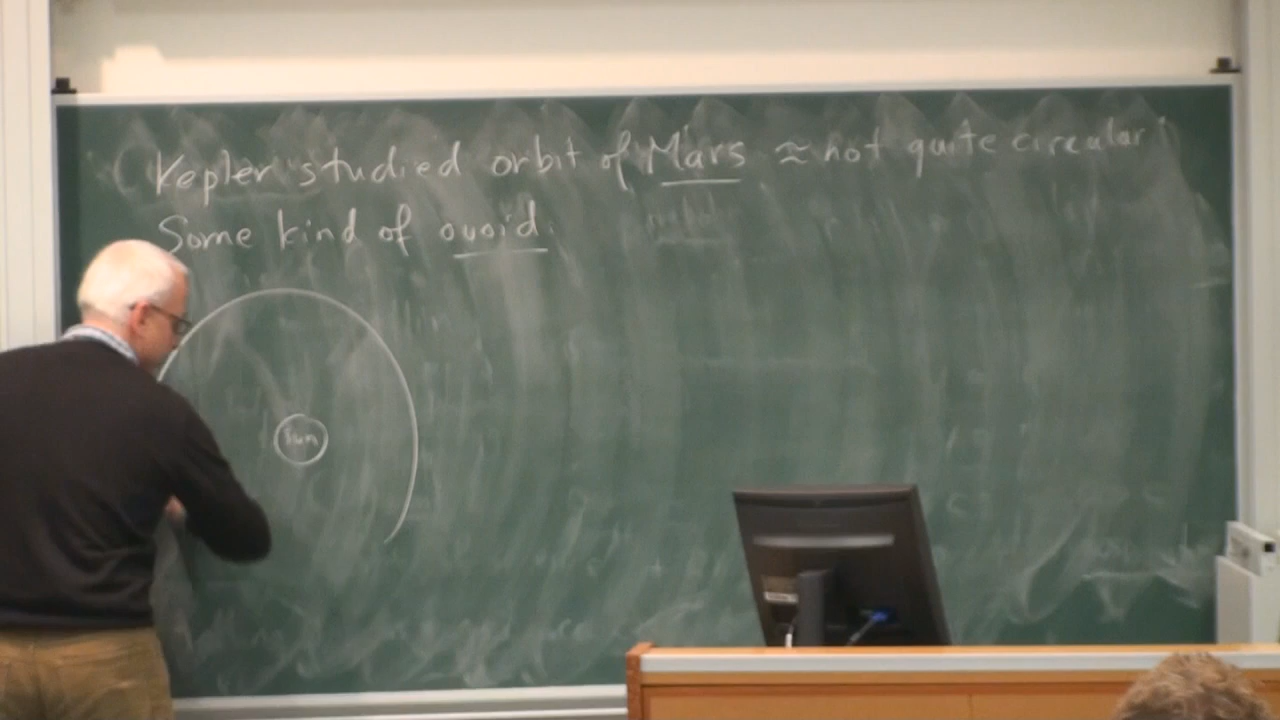 Kepler studied orbit of Mars ≈ not quite circular
Some kind of ovoid.
Sun